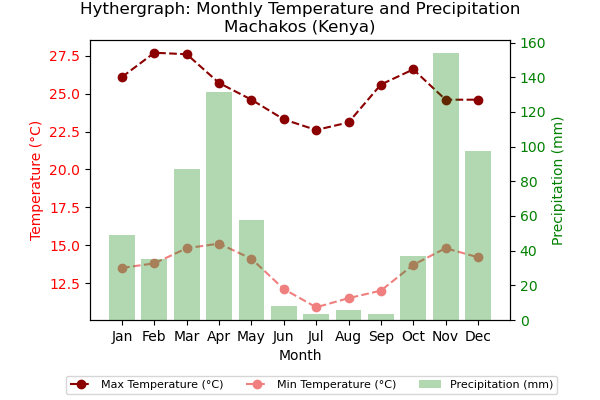 Hythergraph: Monthly Temperature and Precipitation
Machakos (Kenya)
Temperature (°C)
27.5
25.0
22.5
20.0
17.5
15.0
12.5
160
140
120
100
80
60
40
20
0
Precipitation (mm)
Jan Feb Mar Apr May Jun Jul Aug Sep Oct Nov Dec
Month
Max Temperature (°C) Min Temperature (°C) Precipitation (mm)